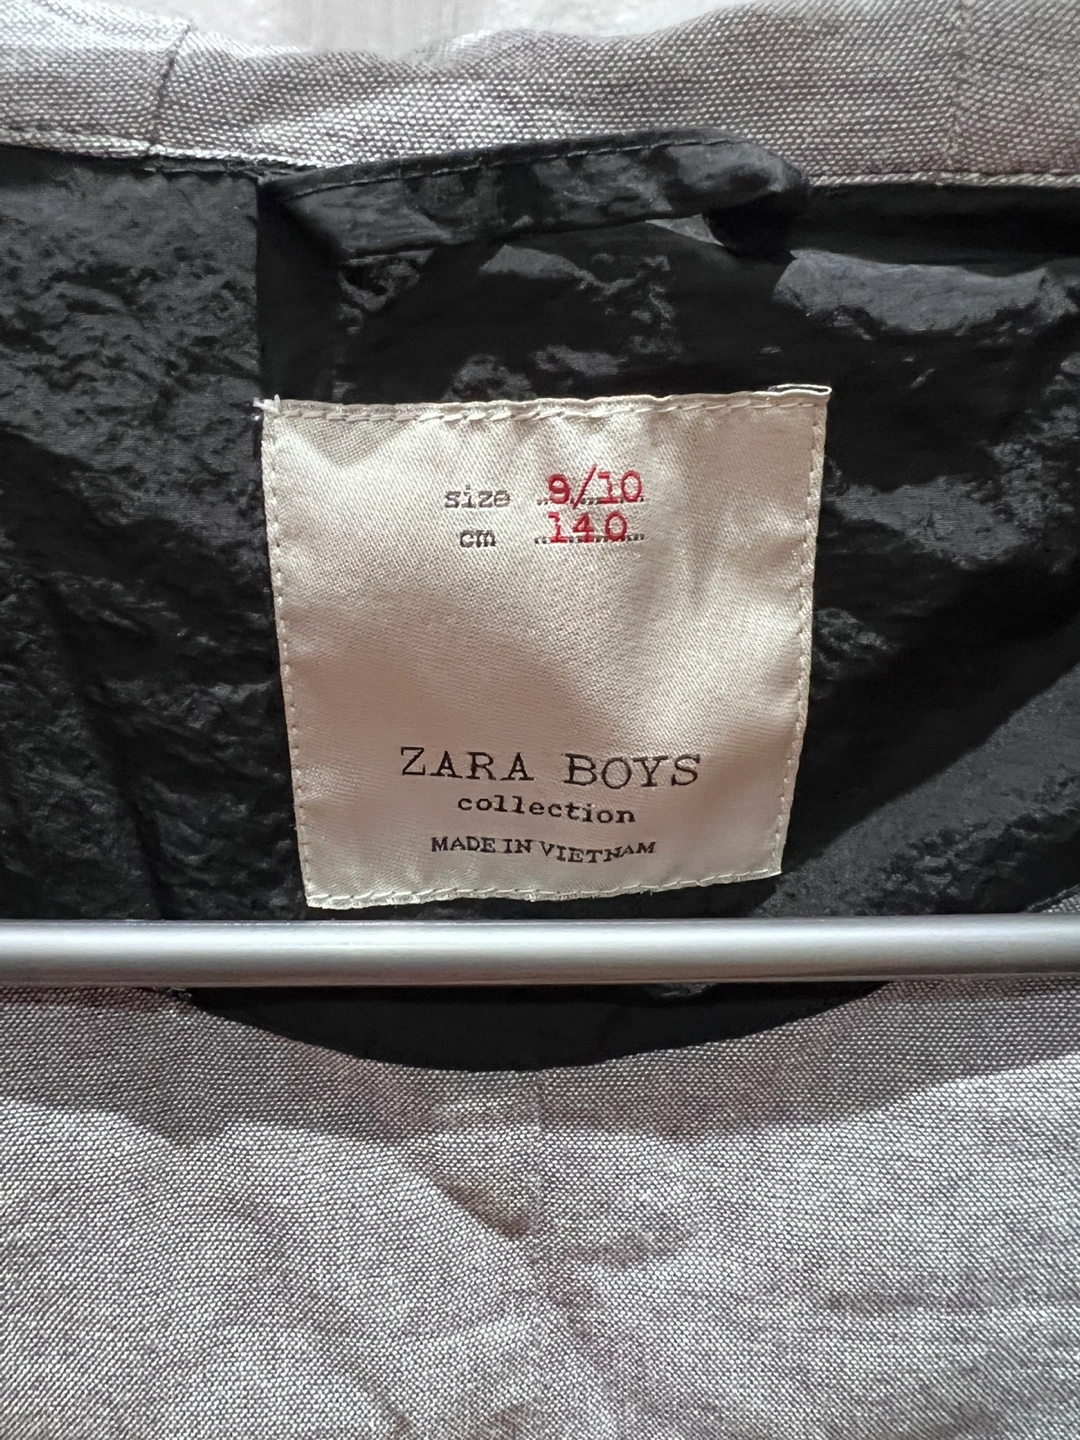 size 9/10
cm 140
ZARA BOYS
collection
MADE IN VIETNAM